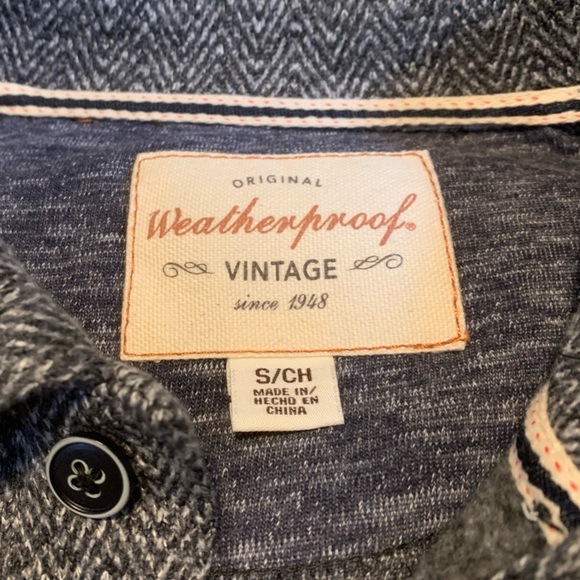 ORIGINAL
Weatherproof®
VINTAGE
since 1948
S/CH
MADE IN/
HECHO EN
CHINA